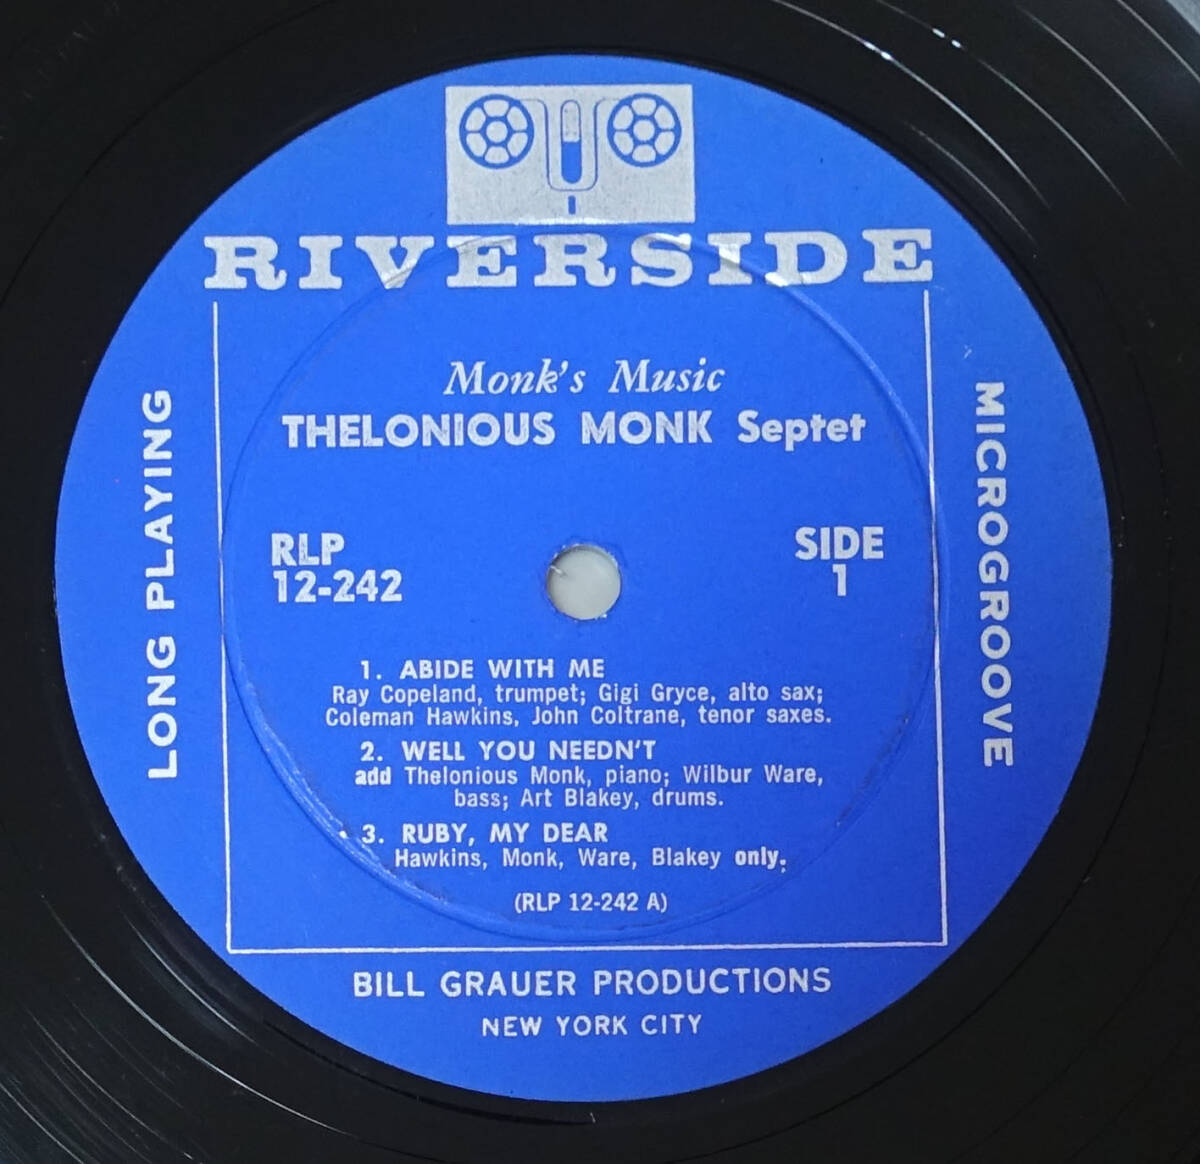 RIVERSIDE
Monk's Music
THELONIOUS MONK Septet
RLP
12-242
SIDE
1
LONG PLAYING
MICROGROOVE
1. ABIDE WITH ME
Ray Copeland, trumpet; Gigi Gryce, alto sax;
Coleman Hawkins, John Coltrane, tenor saxes.
2. WELL YOU NEEDN'T
add Thelonious Monk, piano; Wilbur Ware,
bass; Art Blakey, drums.
3. RUBY, MY DEAR
Hawkins, Monk, Ware, Blakey only.
(RLP 12-242 A)
BILL GRAUER PRODUCTIONS
NEW YORK CITY